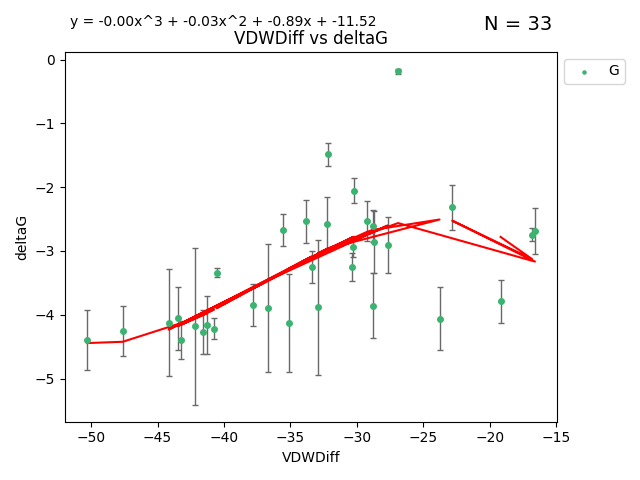 y = -0.00x^3 + -0.03x^2 + -0.89x + -11.52
N = 33
VDWDiff vs deltaG
G
0
−1
−2
−3
−4
−5
deltaG
−50 −45 −40 −35 −30 −25 −20 −15
VDWDiff